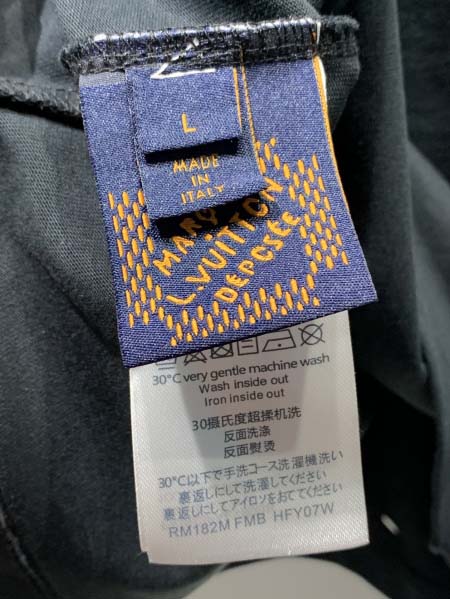 L
MADE
IN
ITALY
L.VUITTON
DEPOSÉE
30°C very gentle machine wash
Wash inside out
Iron inside out
30摄氏度超揉机洗
反面洗涤
反面熨烫
30°C以下で手洗コース洗濯機洗い
裏返しにして洗濯してください
裏返しにしてアイロンをおててください
RM182M FMB HFY07W